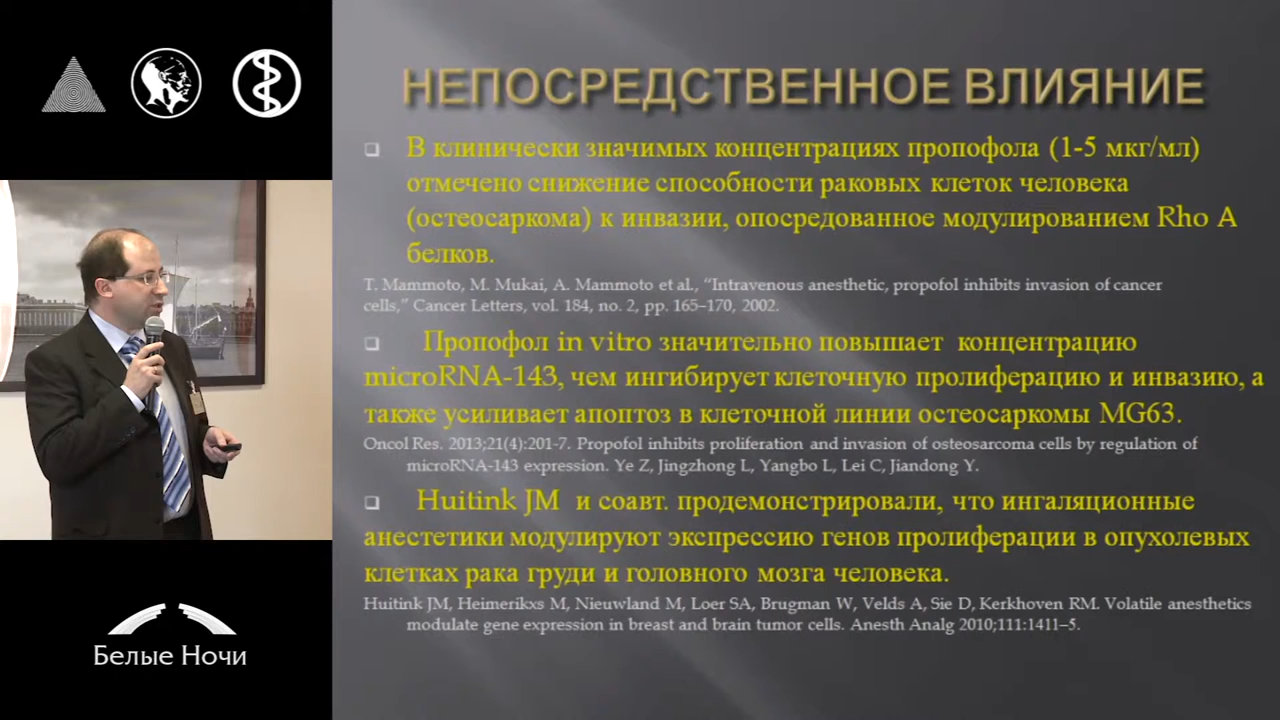 НЕПОСРЕДСТВЕННОЕ ВЛИЯНИЕ
В клинически значимых концентрациях пропофола (1-5 мкг/мл)
отмечено снижение способности раковых клеток человека
(остеосаркома) к инвазии, опосредованное модулированием Rho A
белков.
T. Mammoto, M. Mukai, A. Mammoto et al., “Intravenous anesthetic, propofol inhibits invasion of cancer
cells,” Cancer Letters, vol. 184, no. 2, pp. 165–170, 2002.
Пропофол in vitro значительно повышает концентрацию
microRNA-143, чем ингибирует клеточную пролиферацию и инвазию, а
также усиливает апоптоз в клеточной линии остеосаркомы MG63.
Oncol Res. 2013;21(4):201-7. Propofol inhibits proliferation and invasion of osteosarcoma cells by regulation of
microRNA-143 expression. Ye Z, Jingzhong L, Yangbo L, Lei C, Jiandong Y.
Huitink JM и соавт. продемонстрировали, что ингаляционные
анестетики модулируют экспрессию генов пролиферации в опухолевых
клетках рака груди и головного мозга человека.
Huitink JM, Heimerikxs M, Nieuwland M, Loer SA, Brugman W, Velds A, Sie D, Kerkhoven RM. Volatile anesthetics
modulate gene expression in breast and brain tumor cells. Anesth Analg 2010;111:1411–5.
Белые Ночи